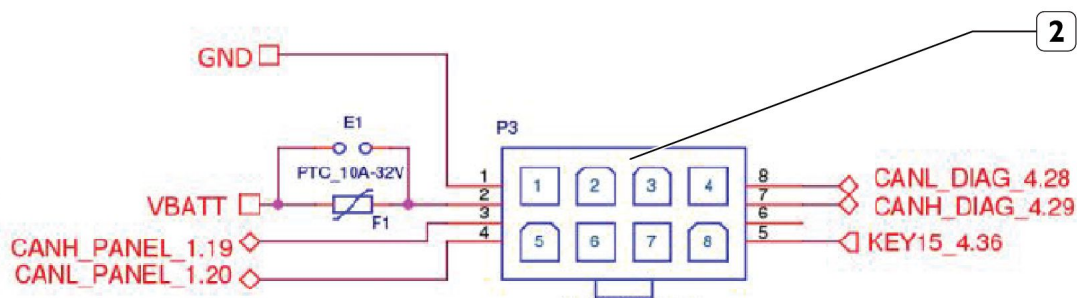 2
GND
E1
P3
PTC_10A-32V
1
2
3
4
1 2 3 4
5 6 7 8
8
7
6
5
VBATT
F1
CANH_PANEL_1.19
CANL_PANEL_1.20
CANL_DIAG_4.28
CANH_DIAG_4.29
KEY15_4.36